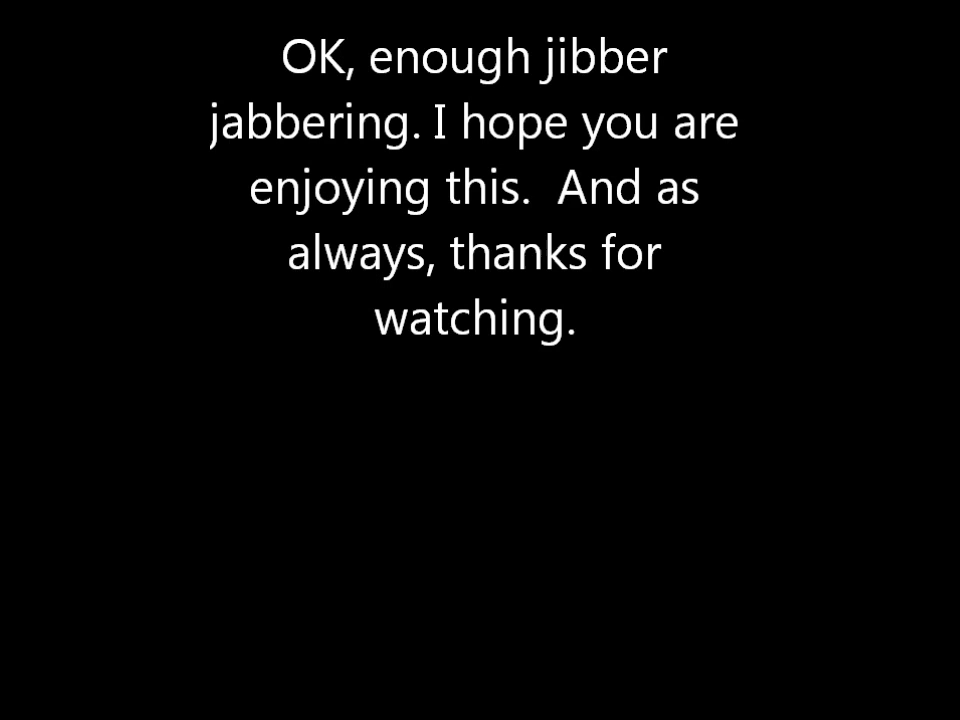 OK, enough jibber
jabbering. I hope you are
enjoying this.  And as
always, thanks for
watching.